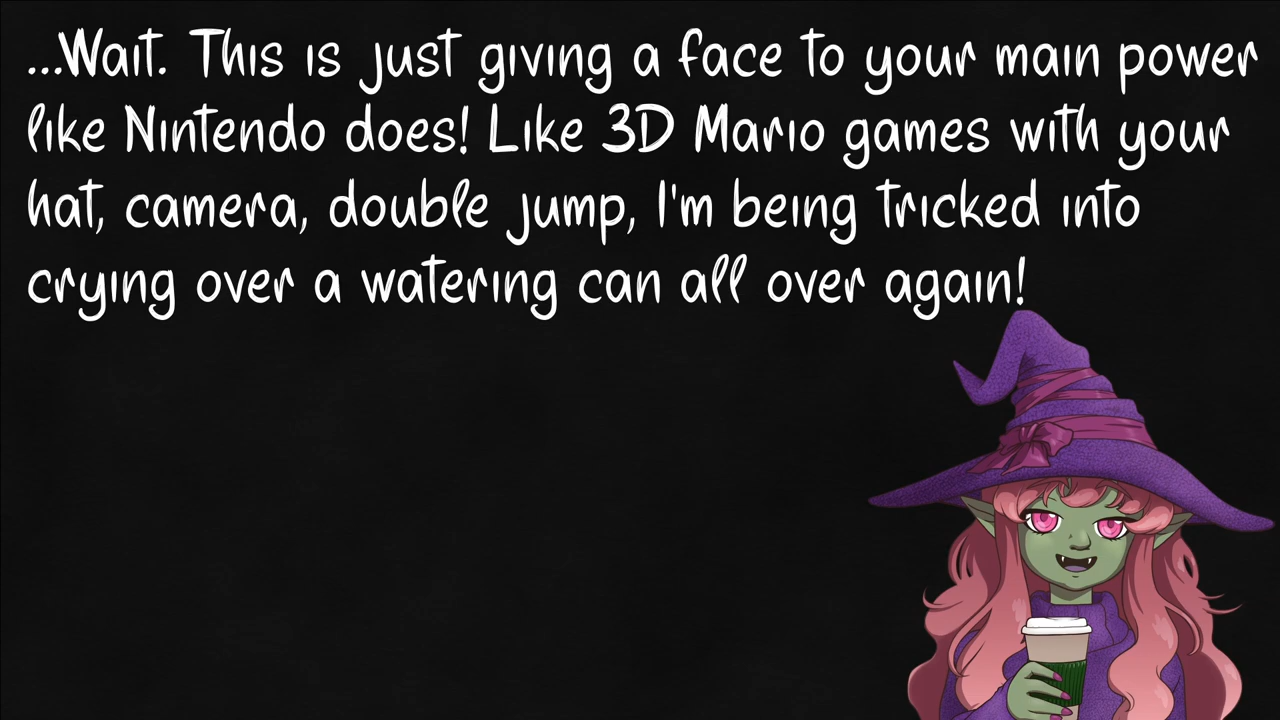 ...Wait. This is just giving a face to your main power
like Nintendo does! Like 3D Mario games with your
hat, camera, double jump, I'm being tricked into
crying over a watering can all over again!